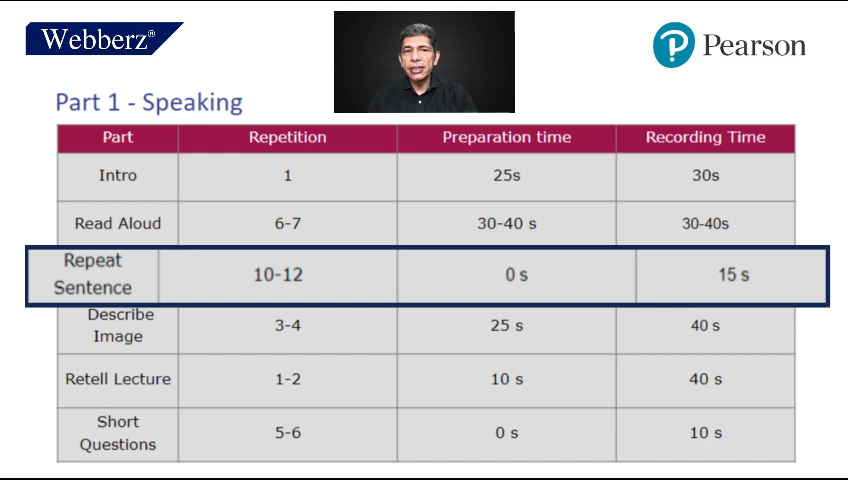 Webberz®
Pearson
Part 1 - Speaking
Part Repetition Preparation time Recording Time
Intro 1 25s 30s
Read Aloud 6-7 30-40 s 30-40s
Repeat
Sentence 10-12 0 s 15 s
Describe
Image 3-4 25 s 40 s
Retell Lecture 1-2 10 s 40 s
Short
Questions 5-6 0 s 10 s